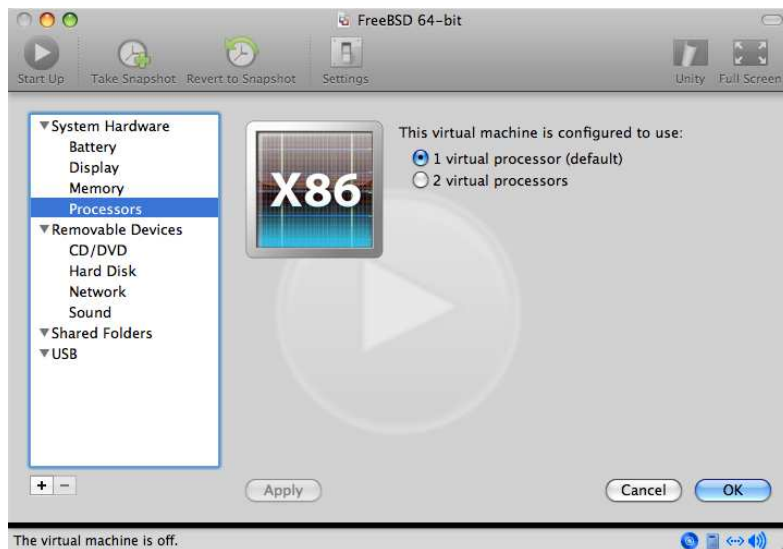 FreeBSD 64-bit
Start Up Take Snapshot Revert to Snapshot Settings Unity Full Screen
System Hardware
Battery
Display
Memory
Processors
Removable Devices
CD/DVD
Hard Disk
Network
Sound
Shared Folders
USB
X86
This virtual machine is configured to use:
1 virtual processor (default)
2 virtual processors
+ −
Apply Cancel OK
The virtual machine is off.